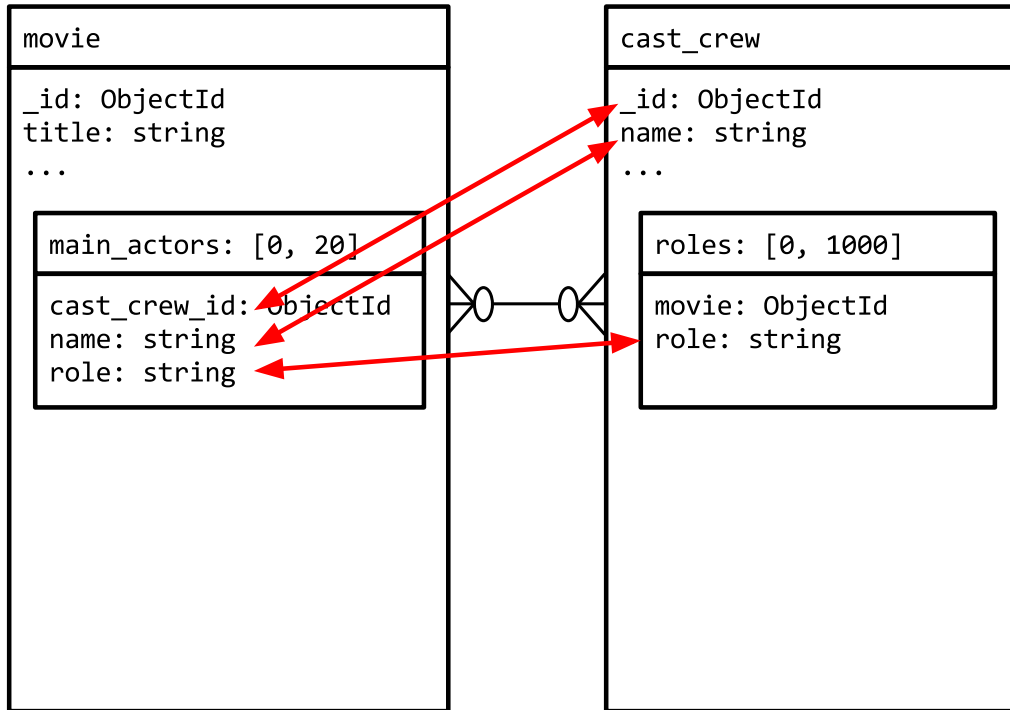 movie
_id: ObjectId
title: string
...
main_actors: [0, 20]
cast_crew_id: ObjectId
name: string
role: string
cast_crew
_id: ObjectId
name: string
...
roles: [0, 1000]
movie: ObjectId
role: string